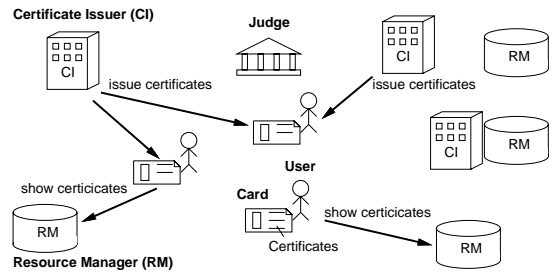 Certificate Issuer (CI)
Judge
CI
CI
RM
issue certificates
issue certificates
CI
RM
User
Card
show certicicates
show certicicates
RM
Certificates
RM
Resource Manager (RM)